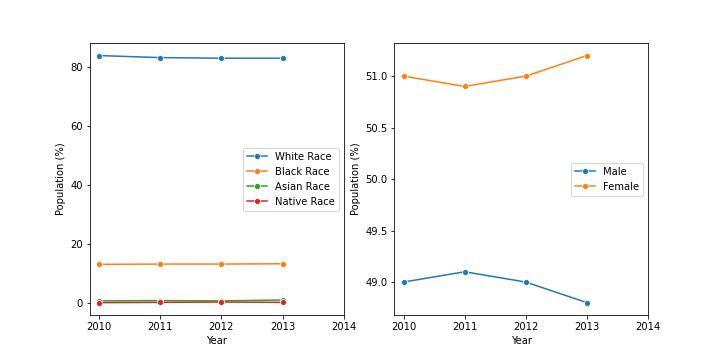 80
60
40
20
0
Population (%)
2010 2011 2012 2013 2014
Year
White Race
Black Race
Asian Race
Native Race
51.0
50.5
50.0
49.5
49.0
Population (%)
2010 2011 2012 2013 2014
Year
Male
Female